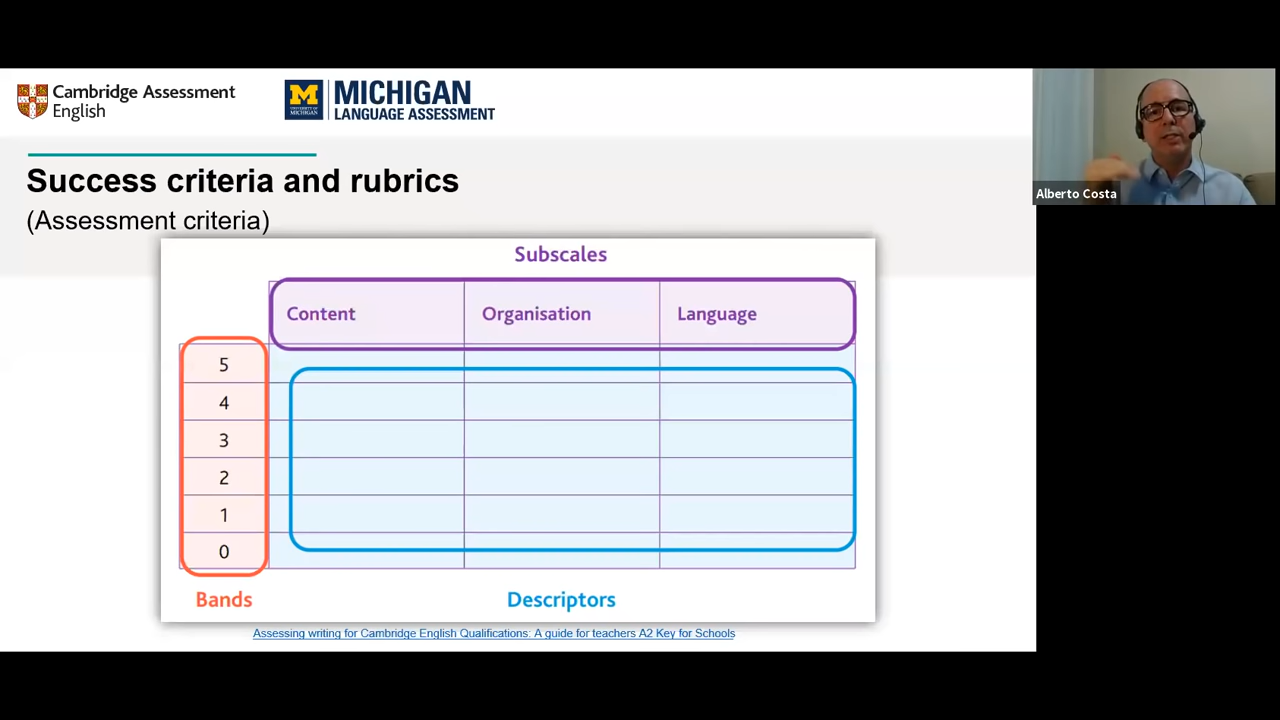 Cambridge Assessment
English
M
UNIVERSITY OF
MICHIGAN
MICHIGAN
LANGUAGE ASSESSMENT
Alberto Costa
Success criteria and rubrics
(Assessment criteria)
Subscales
Content Organisation Language
5
4
3
2
1
0
Bands Descriptors
Assessing writing for Cambridge English Qualifications: A guide for teachers A2 Key for Schools